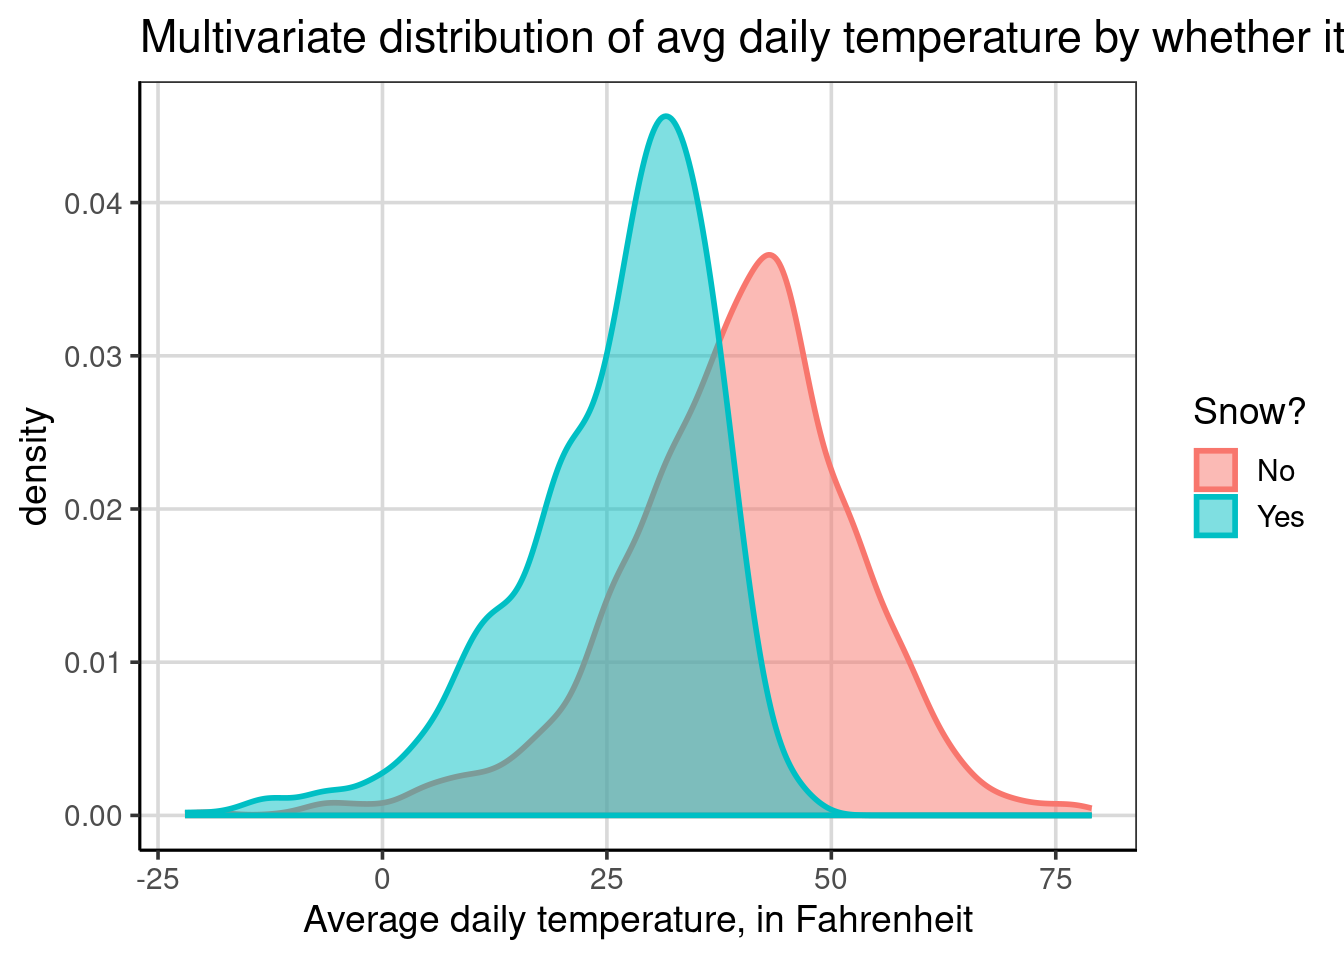 Multivariate distribution of avg daily temperature by whether it
0.04
0.03
0.02
0.01
0.00
density
-25 0 25 50 75
Average daily temperature, in Fahrenheit
Snow?
No
Yes